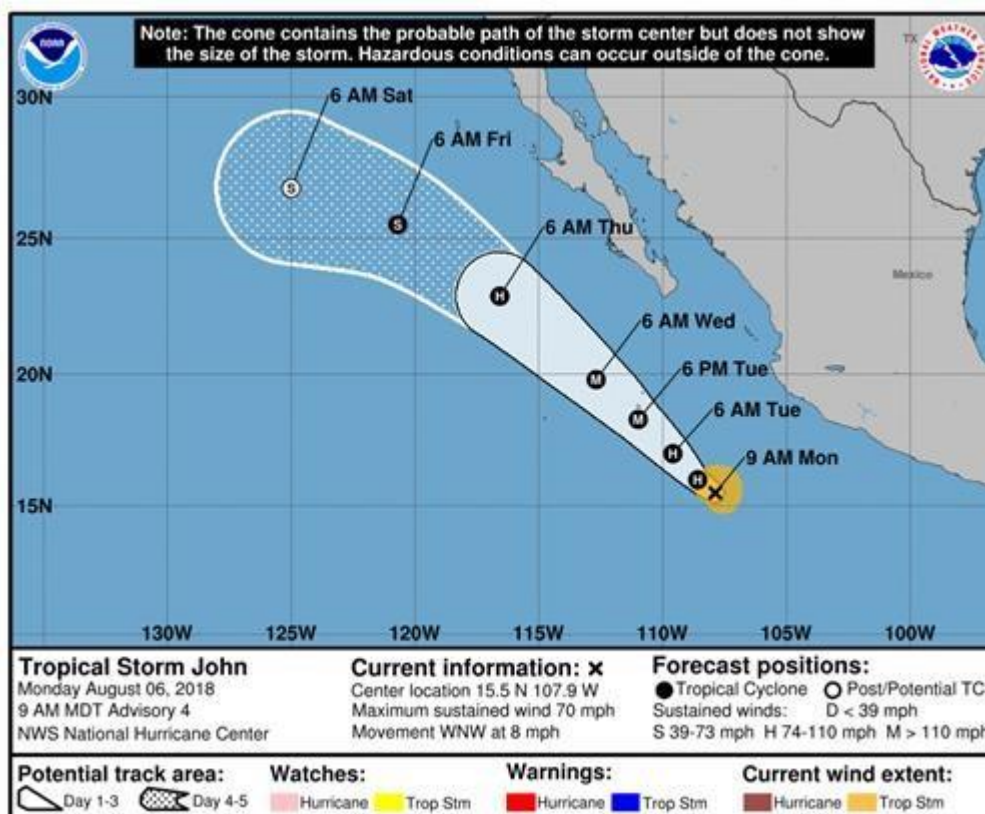 Note: The cone contains the probable path of the storm center but does not show
the size of the storm. Hazardous conditions can occur outside of the cone.
NOAA
NATIONAL WEATHER SERVICE
TX
30N
6 AM Sat
6 AM Fri
25N
6 AM Thu
Mexico
S
S
H
6 AM Wed
20N
M
6 PM Tue
M
6 AM Tue
H
9 AM Mon
H
15N
130W 125W 120W 115W 110W 105W 100W
Tropical Storm John
Monday August 06, 2018
9 AM MDT Advisory 4
NWS National Hurricane Center
Current information: x
Center location 15.5 N 107.9 W
Maximum sustained wind 70 mph
Movement WNW at 8 mph
Forecast positions:
Tropical Cyclone Post/Potential TC
Sustained winds: D < 39 mph
S 39-73 mph H 74-110 mph M > 110 mph
Potential track area:
Day 1-3 Day 4-5
Watches:
Hurricane Trop Stm
Warnings:
Hurricane Trop Stm
Current wind extent:
Hurricane Trop Stm